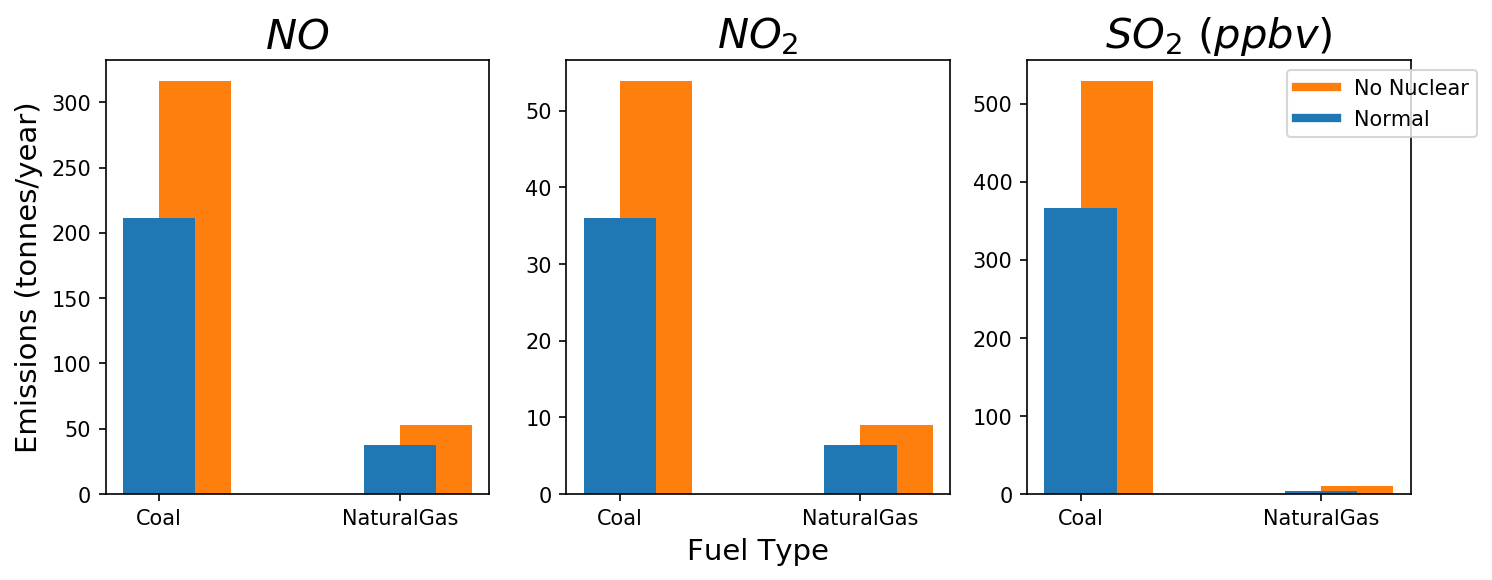 NO
NO₂
SO₂ (ppbv)
Emissions (tonnes/year)
300
250
200
150
100
50
0
Coal
NaturalGas
50
40
30
20
10
0
Coal
NaturalGas
500
400
300
200
100
0
Coal
NaturalGas
No Nuclear
Normal
Fuel Type